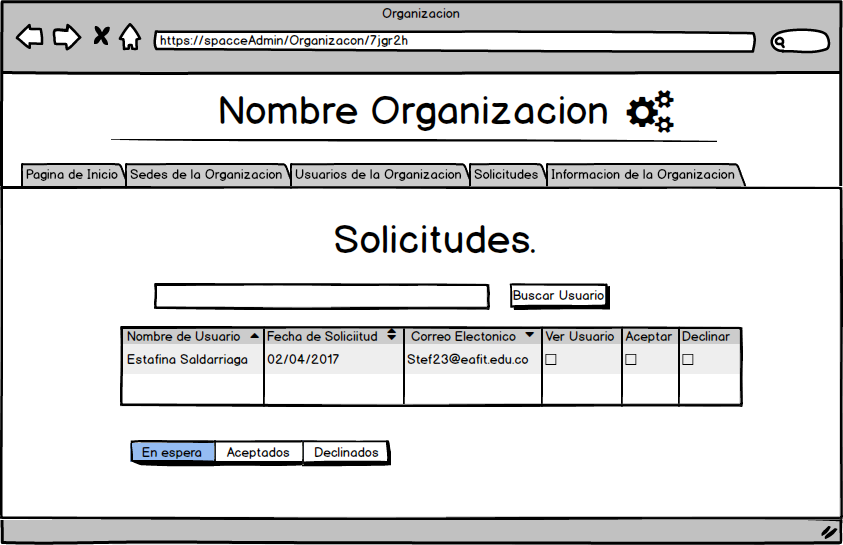 Organizacion
https://spacceAdmin/Organizacon/7jgr2h
Nombre Organizacion
Pagina de Inicio Sedes de la Organizacion Usuarios de la Organizacion Solicitudes Informacion de la Organizacion
Solicitudes.
Buscar Usuario
Nombre de Usuario Fecha de Soliciitud Correo Electonico Ver Usuario Aceptar Declinar
Estafina Saldarriaga 02/04/2017 Stef23@eafit.edu.co
En espera Aceptados Declinados